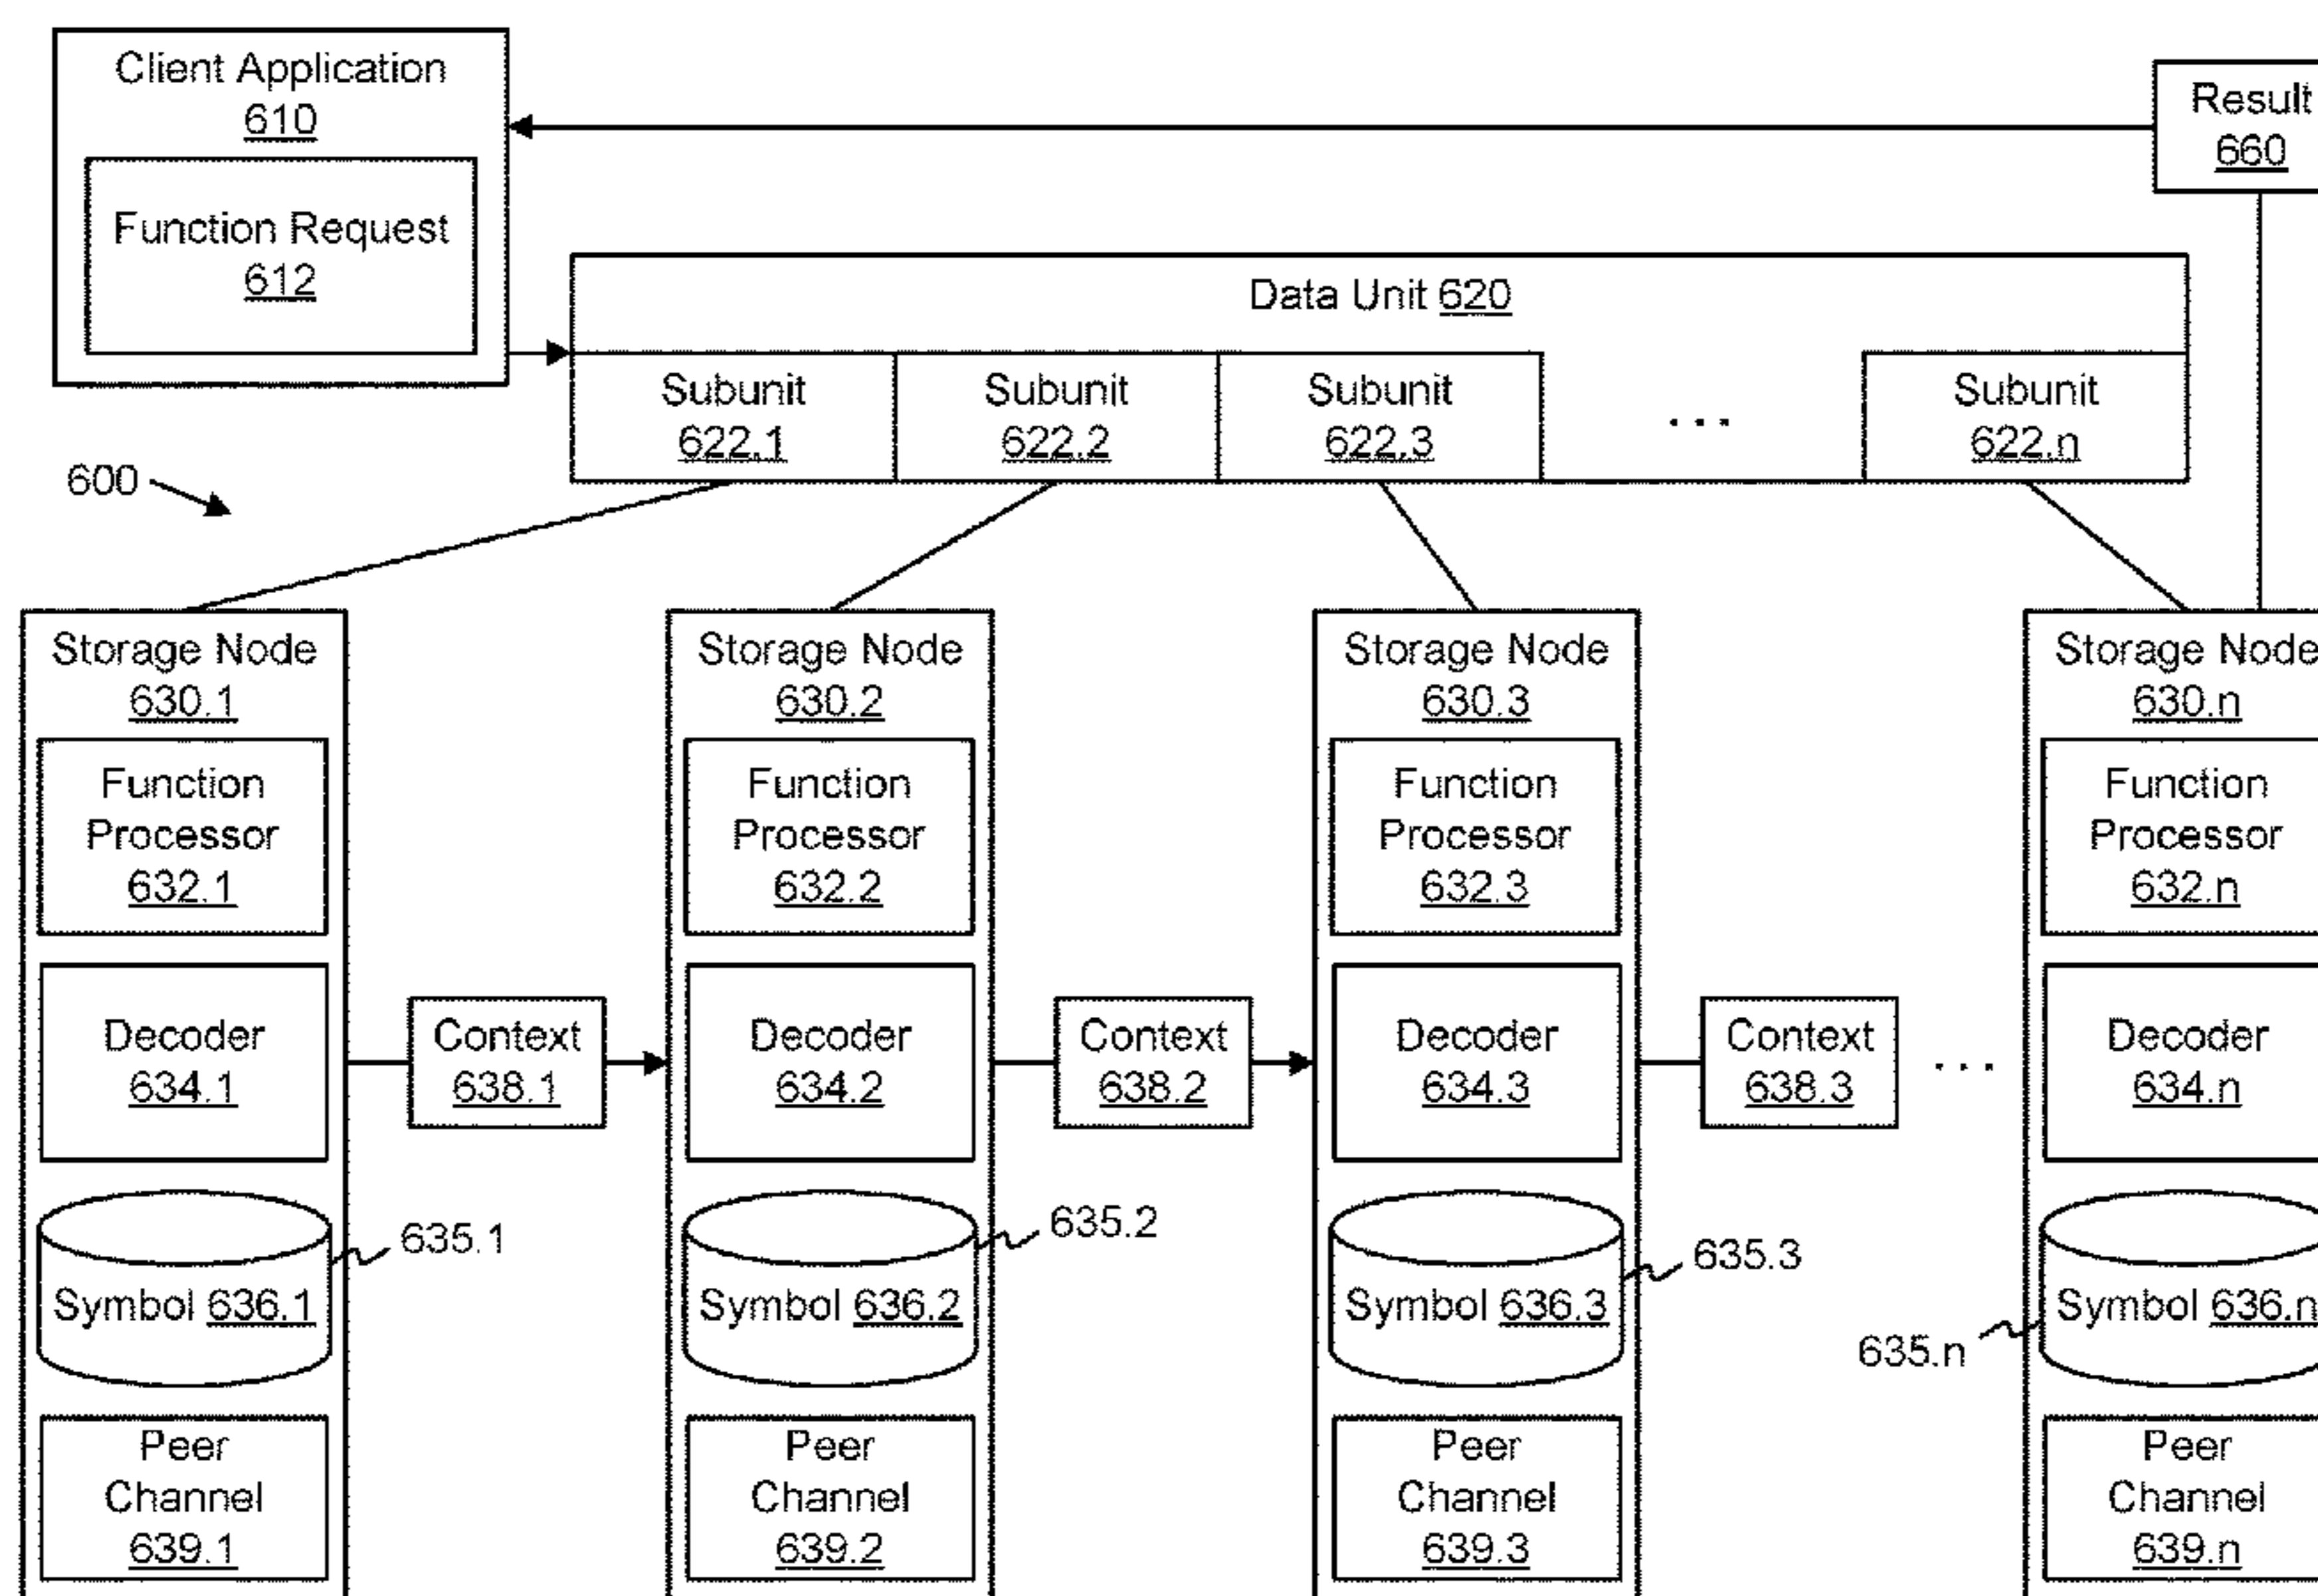 Client Application
610
Function Request
612
Result
660
Data Unit 620
Subunit
622.1
Subunit
622.2
Subunit
622.3
...
Subunit
622.n
600
Storage Node
630.1
Function
Processor
632.1
Decoder
634.1
Symbol 636.1
635.1
Peer
Channel
639.1
Context
638.1
Storage Node
630.2
Function
Processor
632.2
Decoder
634.2
Symbol 636.2
635.2
Peer
Channel
639.2
Context
638.2
Storage Node
630.3
Function
Processor
632.3
Decoder
634.3
Symbol 636.3
635.3
Peer
Channel
639.3
Context
638.3
...
Storage Node
630.n
Function
Processor
632.n
Decoder
634.n
Symbol 636.n
635.n
Peer
Channel
639.n